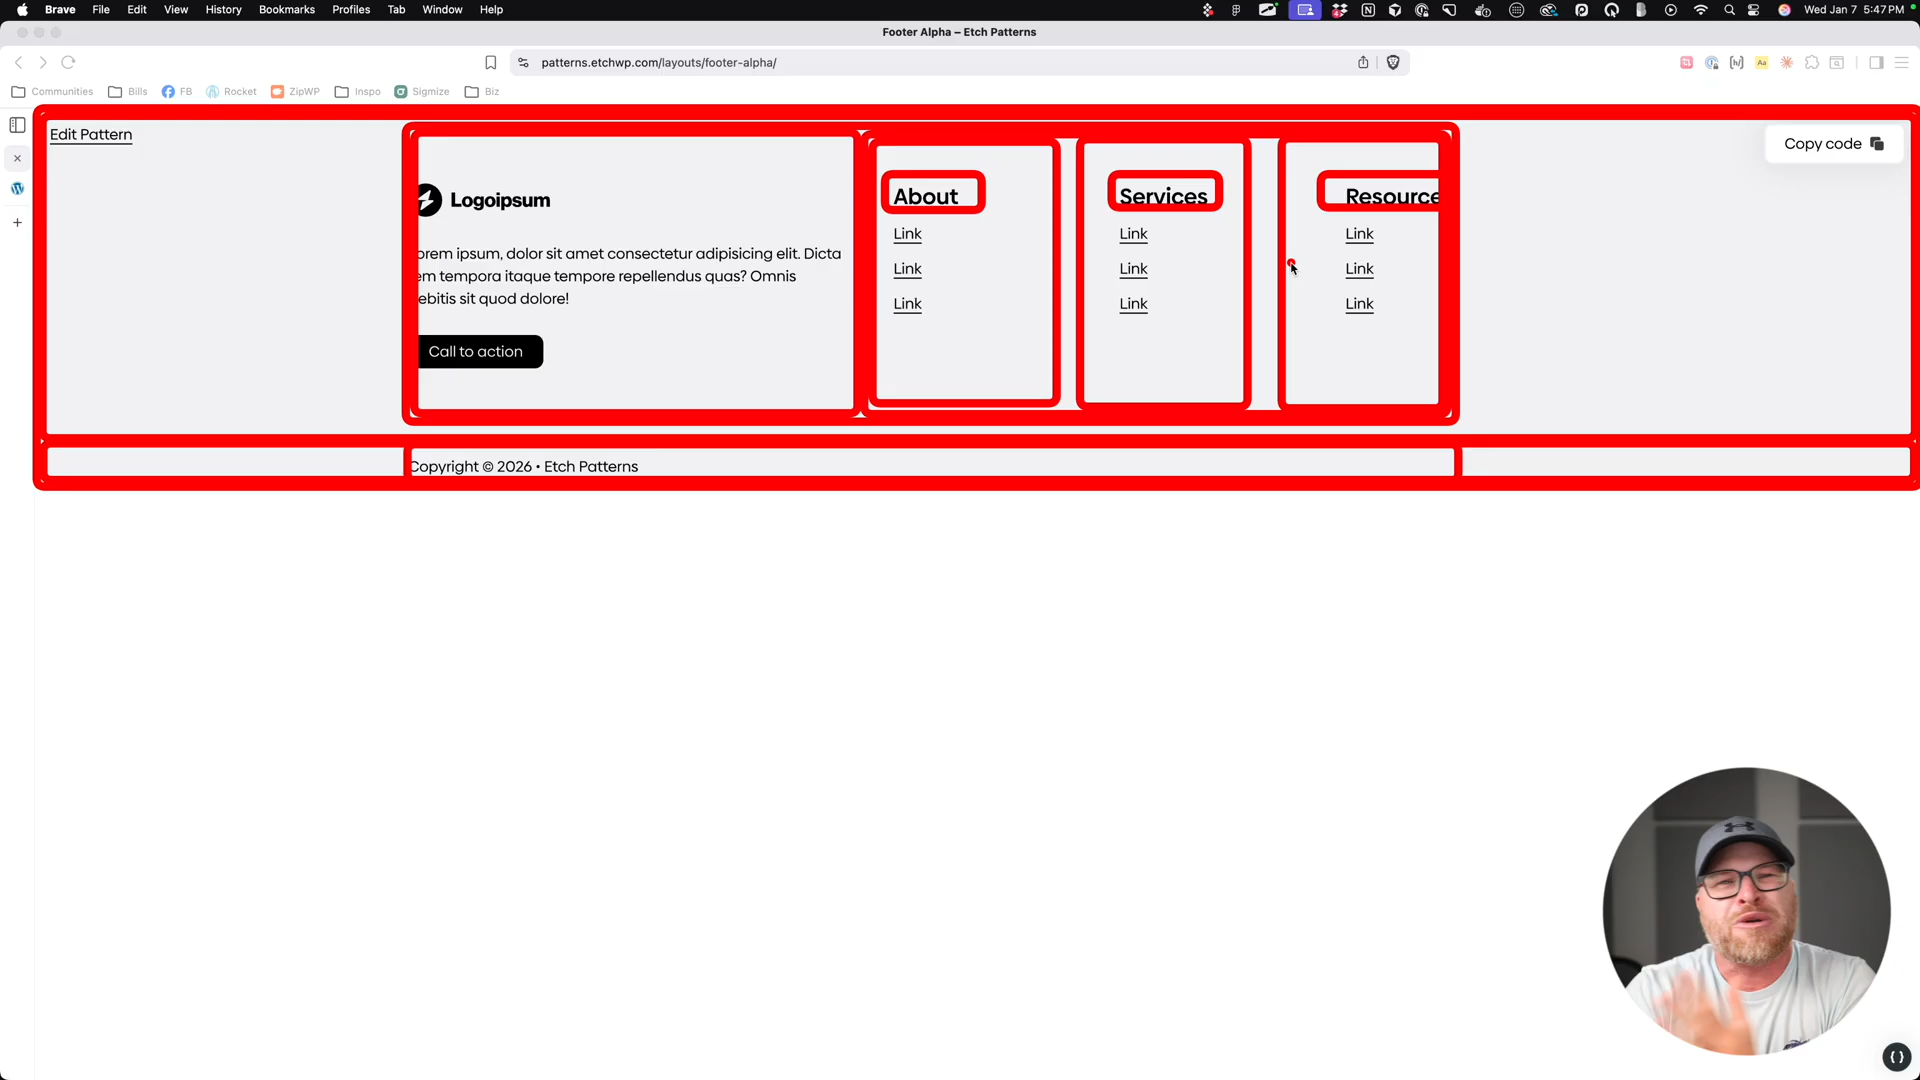 Brave File Edit View History Bookmarks Profiles Tab Window Help
Wed Jan 7 5:47 PM
Footer Alpha – Etch Patterns
patterns.etchwp.com/layouts/footer-alpha/
Aa
Communities Bills FB Rocket ZipWP Inspo Sigmize Biz
Edit Pattern
Copy code
Logoipsum
orem ipsum, dolor sit amet consectetur adipisicing elit. Dicta
em tempora itaque tempore repellendus quas? Omnis
ebitis sit quod dolore!
Call to action
About
Link
Link
Link
Services
Link
Link
Link
Resource
Link
Link
Link
Copyright © 2026 • Etch Patterns